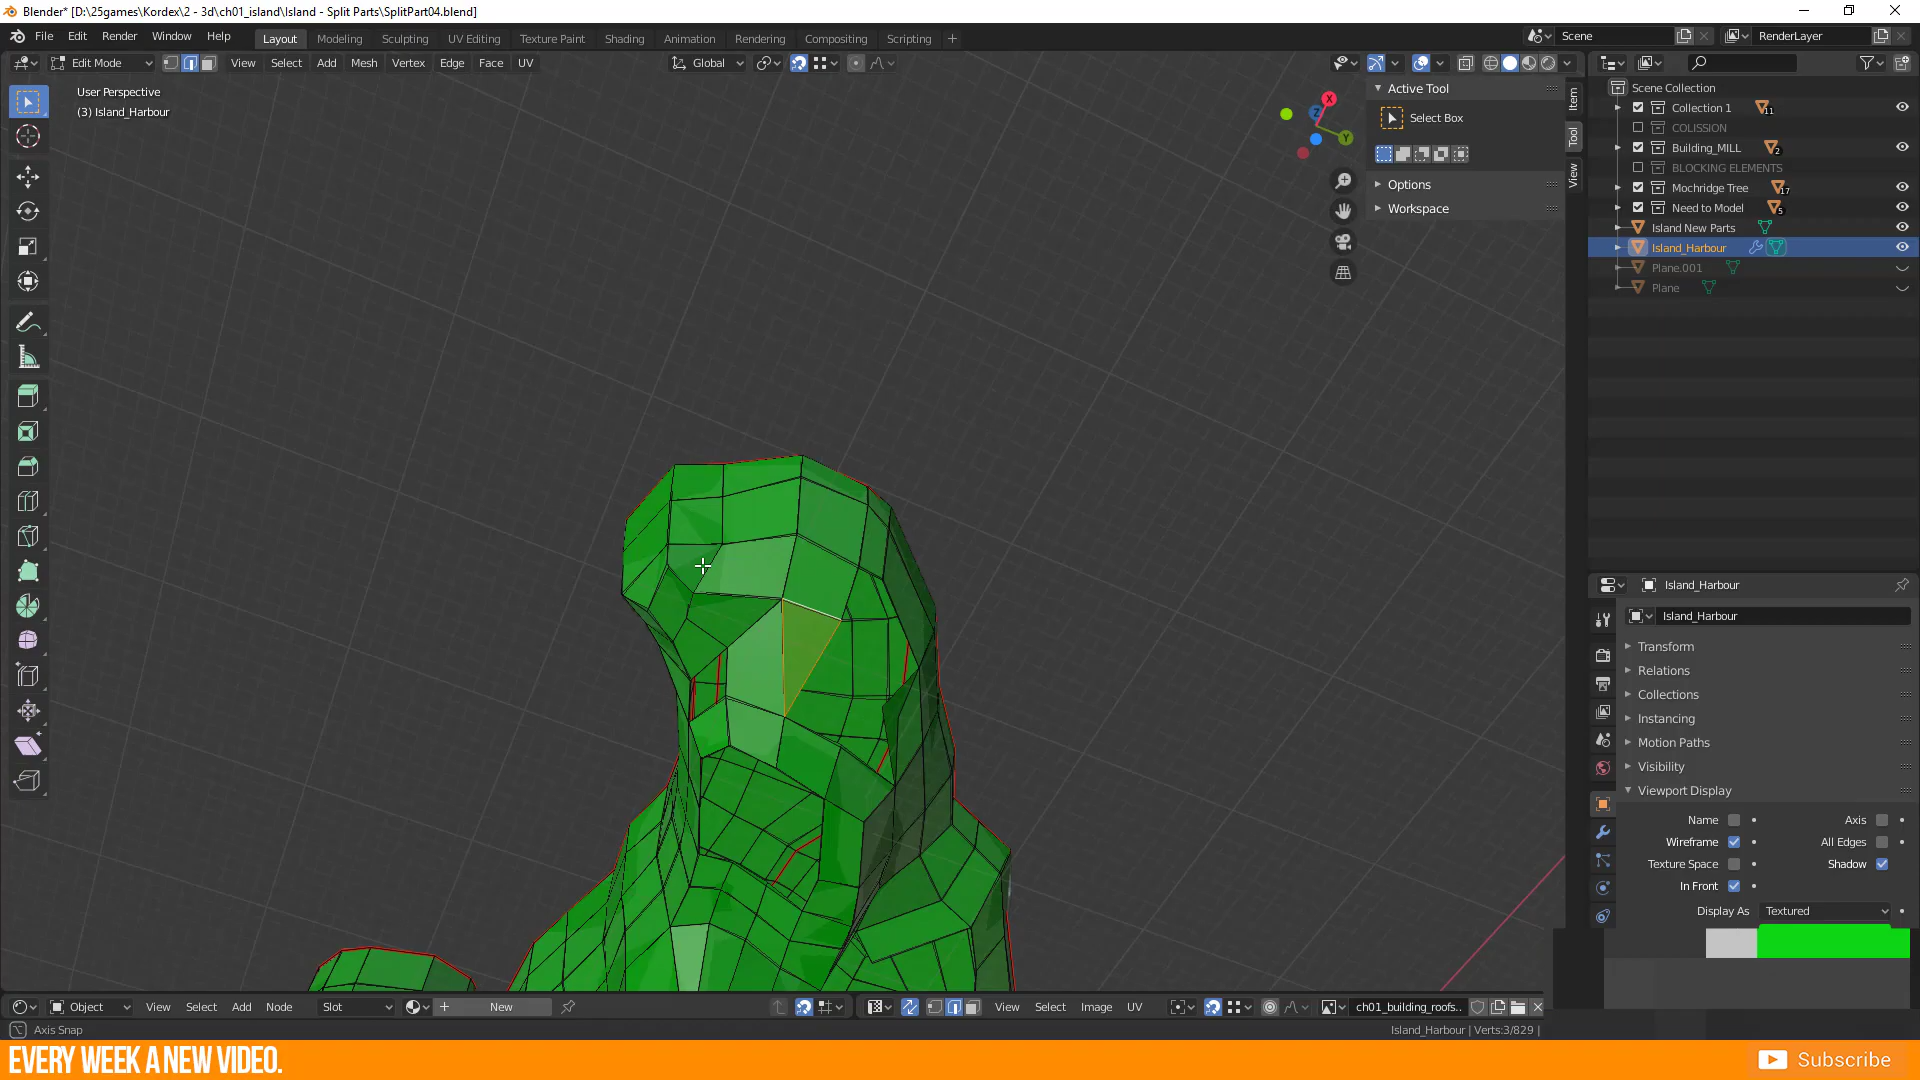 Blender* [D:\25games\Kordex\2 - 3d\ch01_island\Island - Split Parts\SplitPart04.blend]
File Edit Render Window Help Layout Modeling Sculpting UV Editing Texture Paint Shading Animation Rendering Compositing Scripting + Scene RenderLayer
Edit Mode View Select Add Mesh Vertex Edge Face UV Global
User Perspective
(3) Island_Harbour
X
Y
Z
Active Tool
Select Box
Options
Workspace
Item
Tool
View
Scene Collection
Collection 1 11
COLISSION
Building_MILL 2
BLOCKING ELEMENTS
Mochridge Tree 17
Need to Model 5
Island New Parts
Island_Harbour
Plane.001
Plane
Island_Harbour
Island_Harbour
Transform
Relations
Collections
Instancing
Motion Paths
Visibility
Viewport Display
Name Axis
Wireframe All Edges
Texture Space Shadow
In Front
Display As Textured
Object View Select Add Node Slot New View Select Image UV ch01_building_roofs..
Axis Snap Island_Harbour | Verts:3/829 |
EVERY WEEK A NEW VIDEO. Subscribe